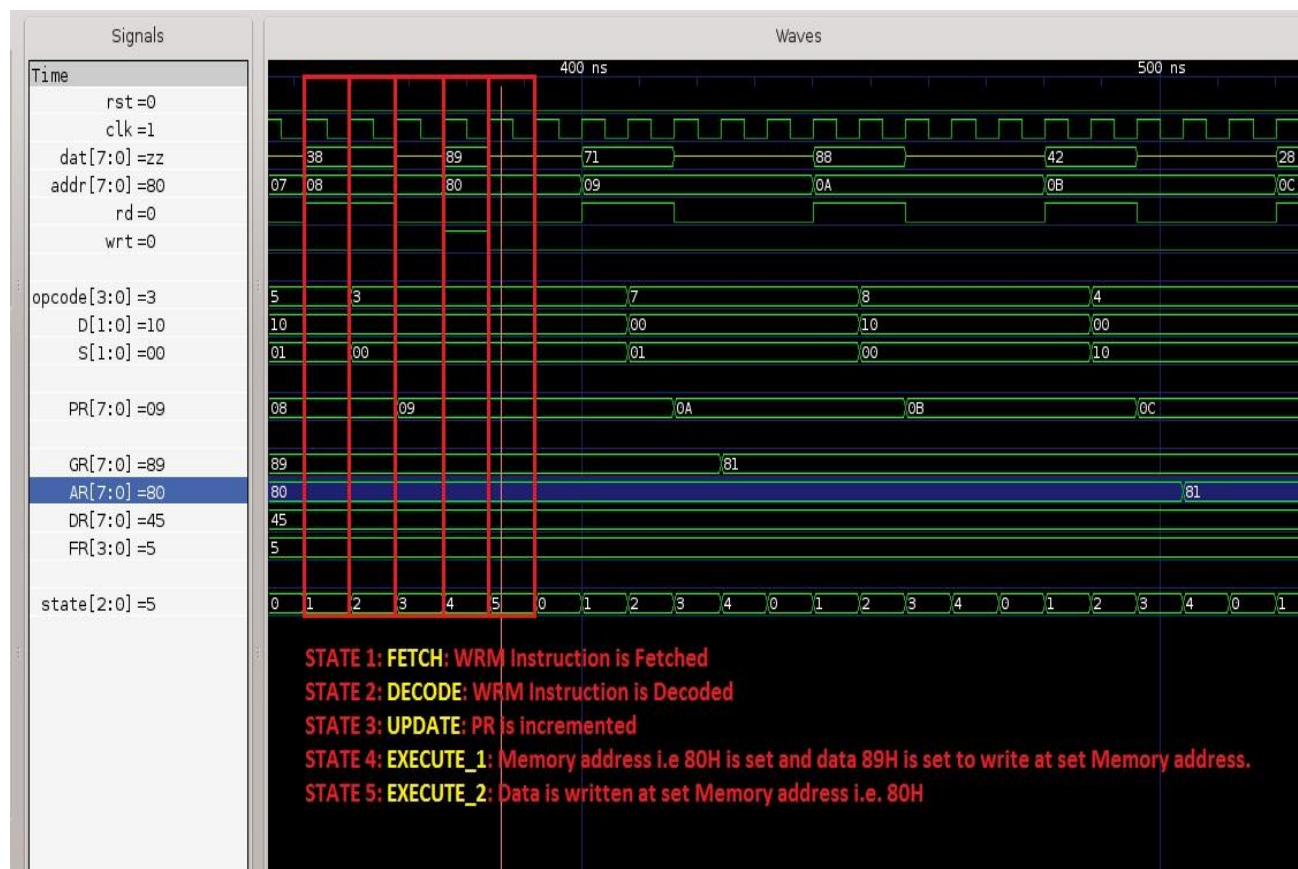 Signals Waves
Time 400 ns 500 ns
rst=0
clk=1
dat[7:0]=zz 38 89 71 88 42 28
addr[7:0]=80 07 08 80 09 0A 0B 0C
rd=0
wrt=0
opcode[3:0]=3 5 3 7 8 4
D[1:0]=10 10 00 10 00
S[1:0]=00 01 00 01 00 10
PR[7:0]=09 08 09 0A 0B 0C
GR[7:0]=89 89 81
AR[7:0]=80 80 81
DR[7:0]=45 45
FR[3:0]=5 5
state[2:0]=5 0 1 2 3 4 5 0 1 2 3 4 0 1 2 3 4 0 1 2 3 4 0 1
STATE 1: FETCH: WRM Instruction is Fetched
STATE 2: DECODE: WRM Instruction is Decoded
STATE 3: UPDATE: PR is incremented
STATE 4: EXECUTE_1: Memory address i.e 80H is set and data 89H is set to write at set Memory address.
STATE 5: EXECUTE_2: Data is written at set Memory address i.e. 80H